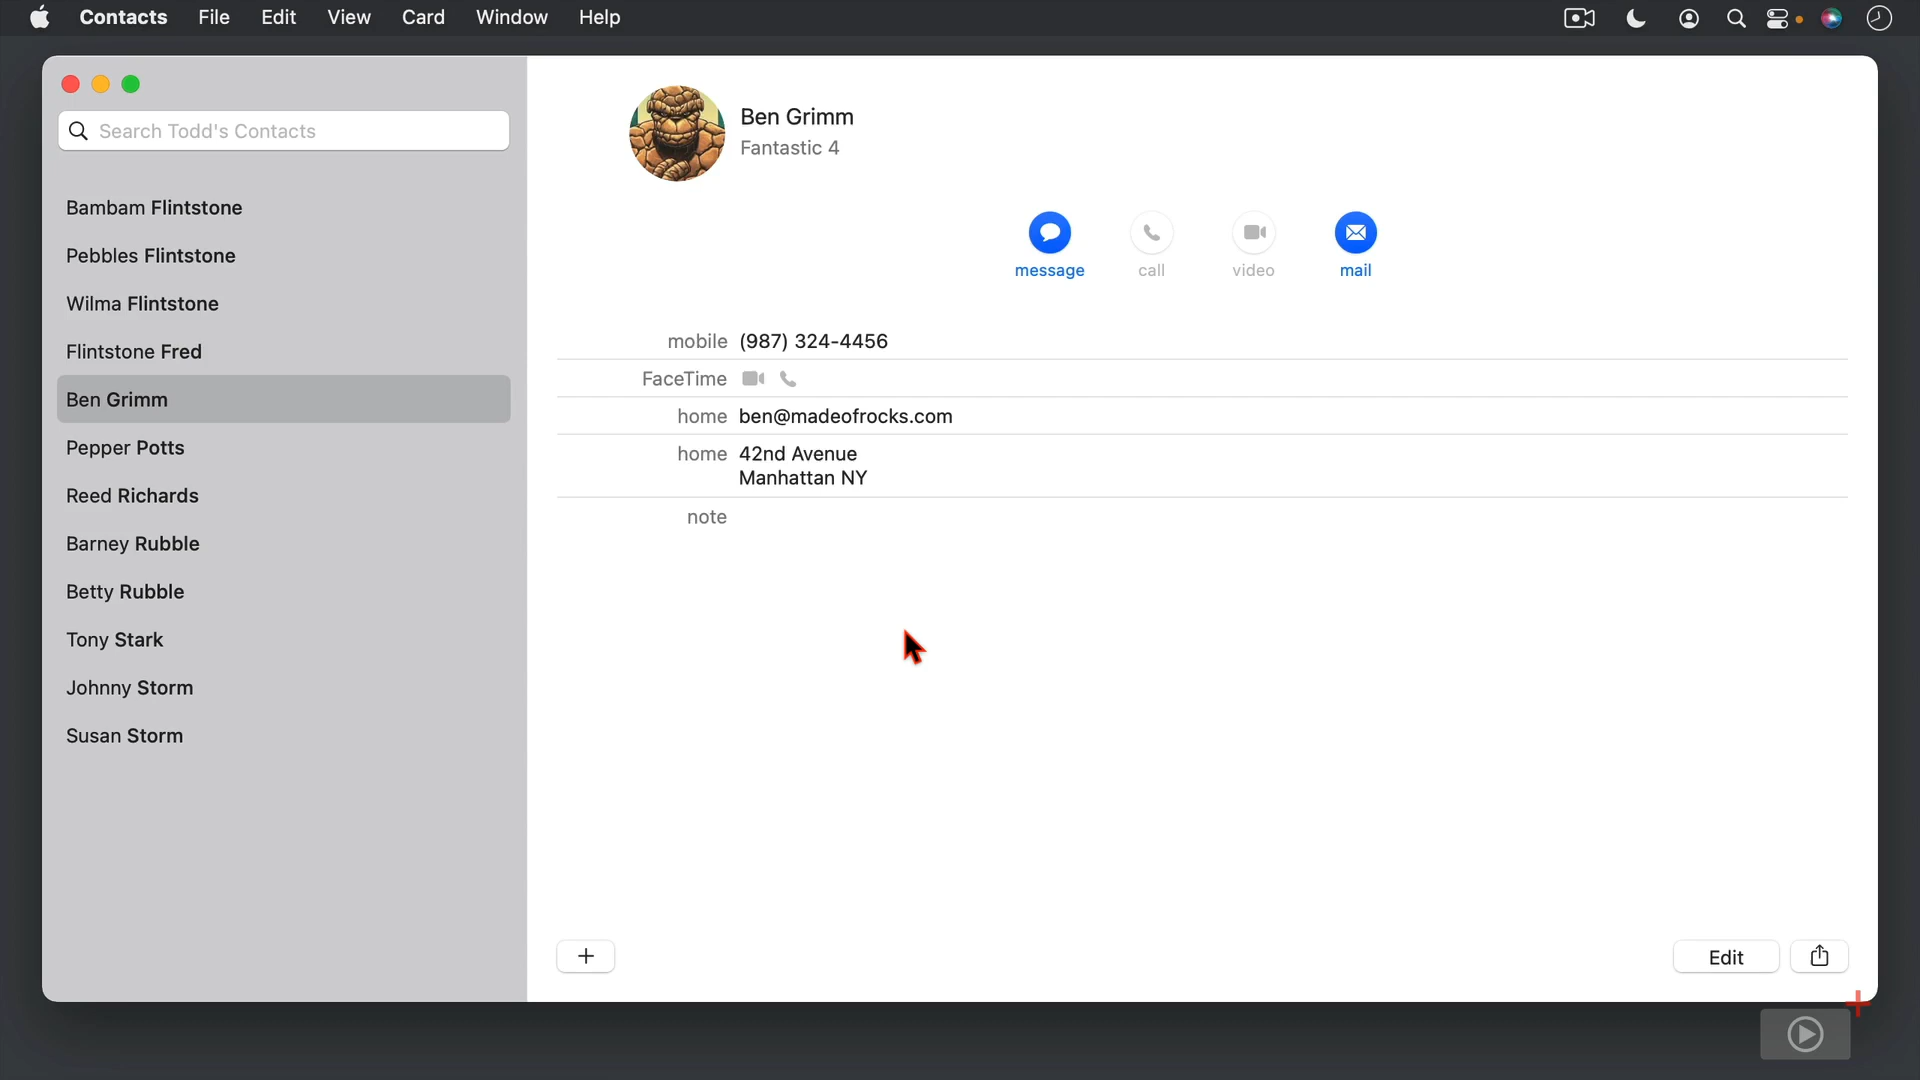 Contacts File Edit View Card Window Help
Search Todd's Contacts
Bambam Flintstone
Pebbles Flintstone
Wilma Flintstone
Flintstone Fred
Ben Grimm
Pepper Potts
Reed Richards
Barney Rubble
Betty Rubble
Tony Stark
Johnny Storm
Susan Storm
Ben Grimm
Fantastic 4
message call video mail
mobile (987) 324-4456
FaceTime
home ben@madeofrocks.com
home 42nd Avenue
Manhattan NY
note
Edit